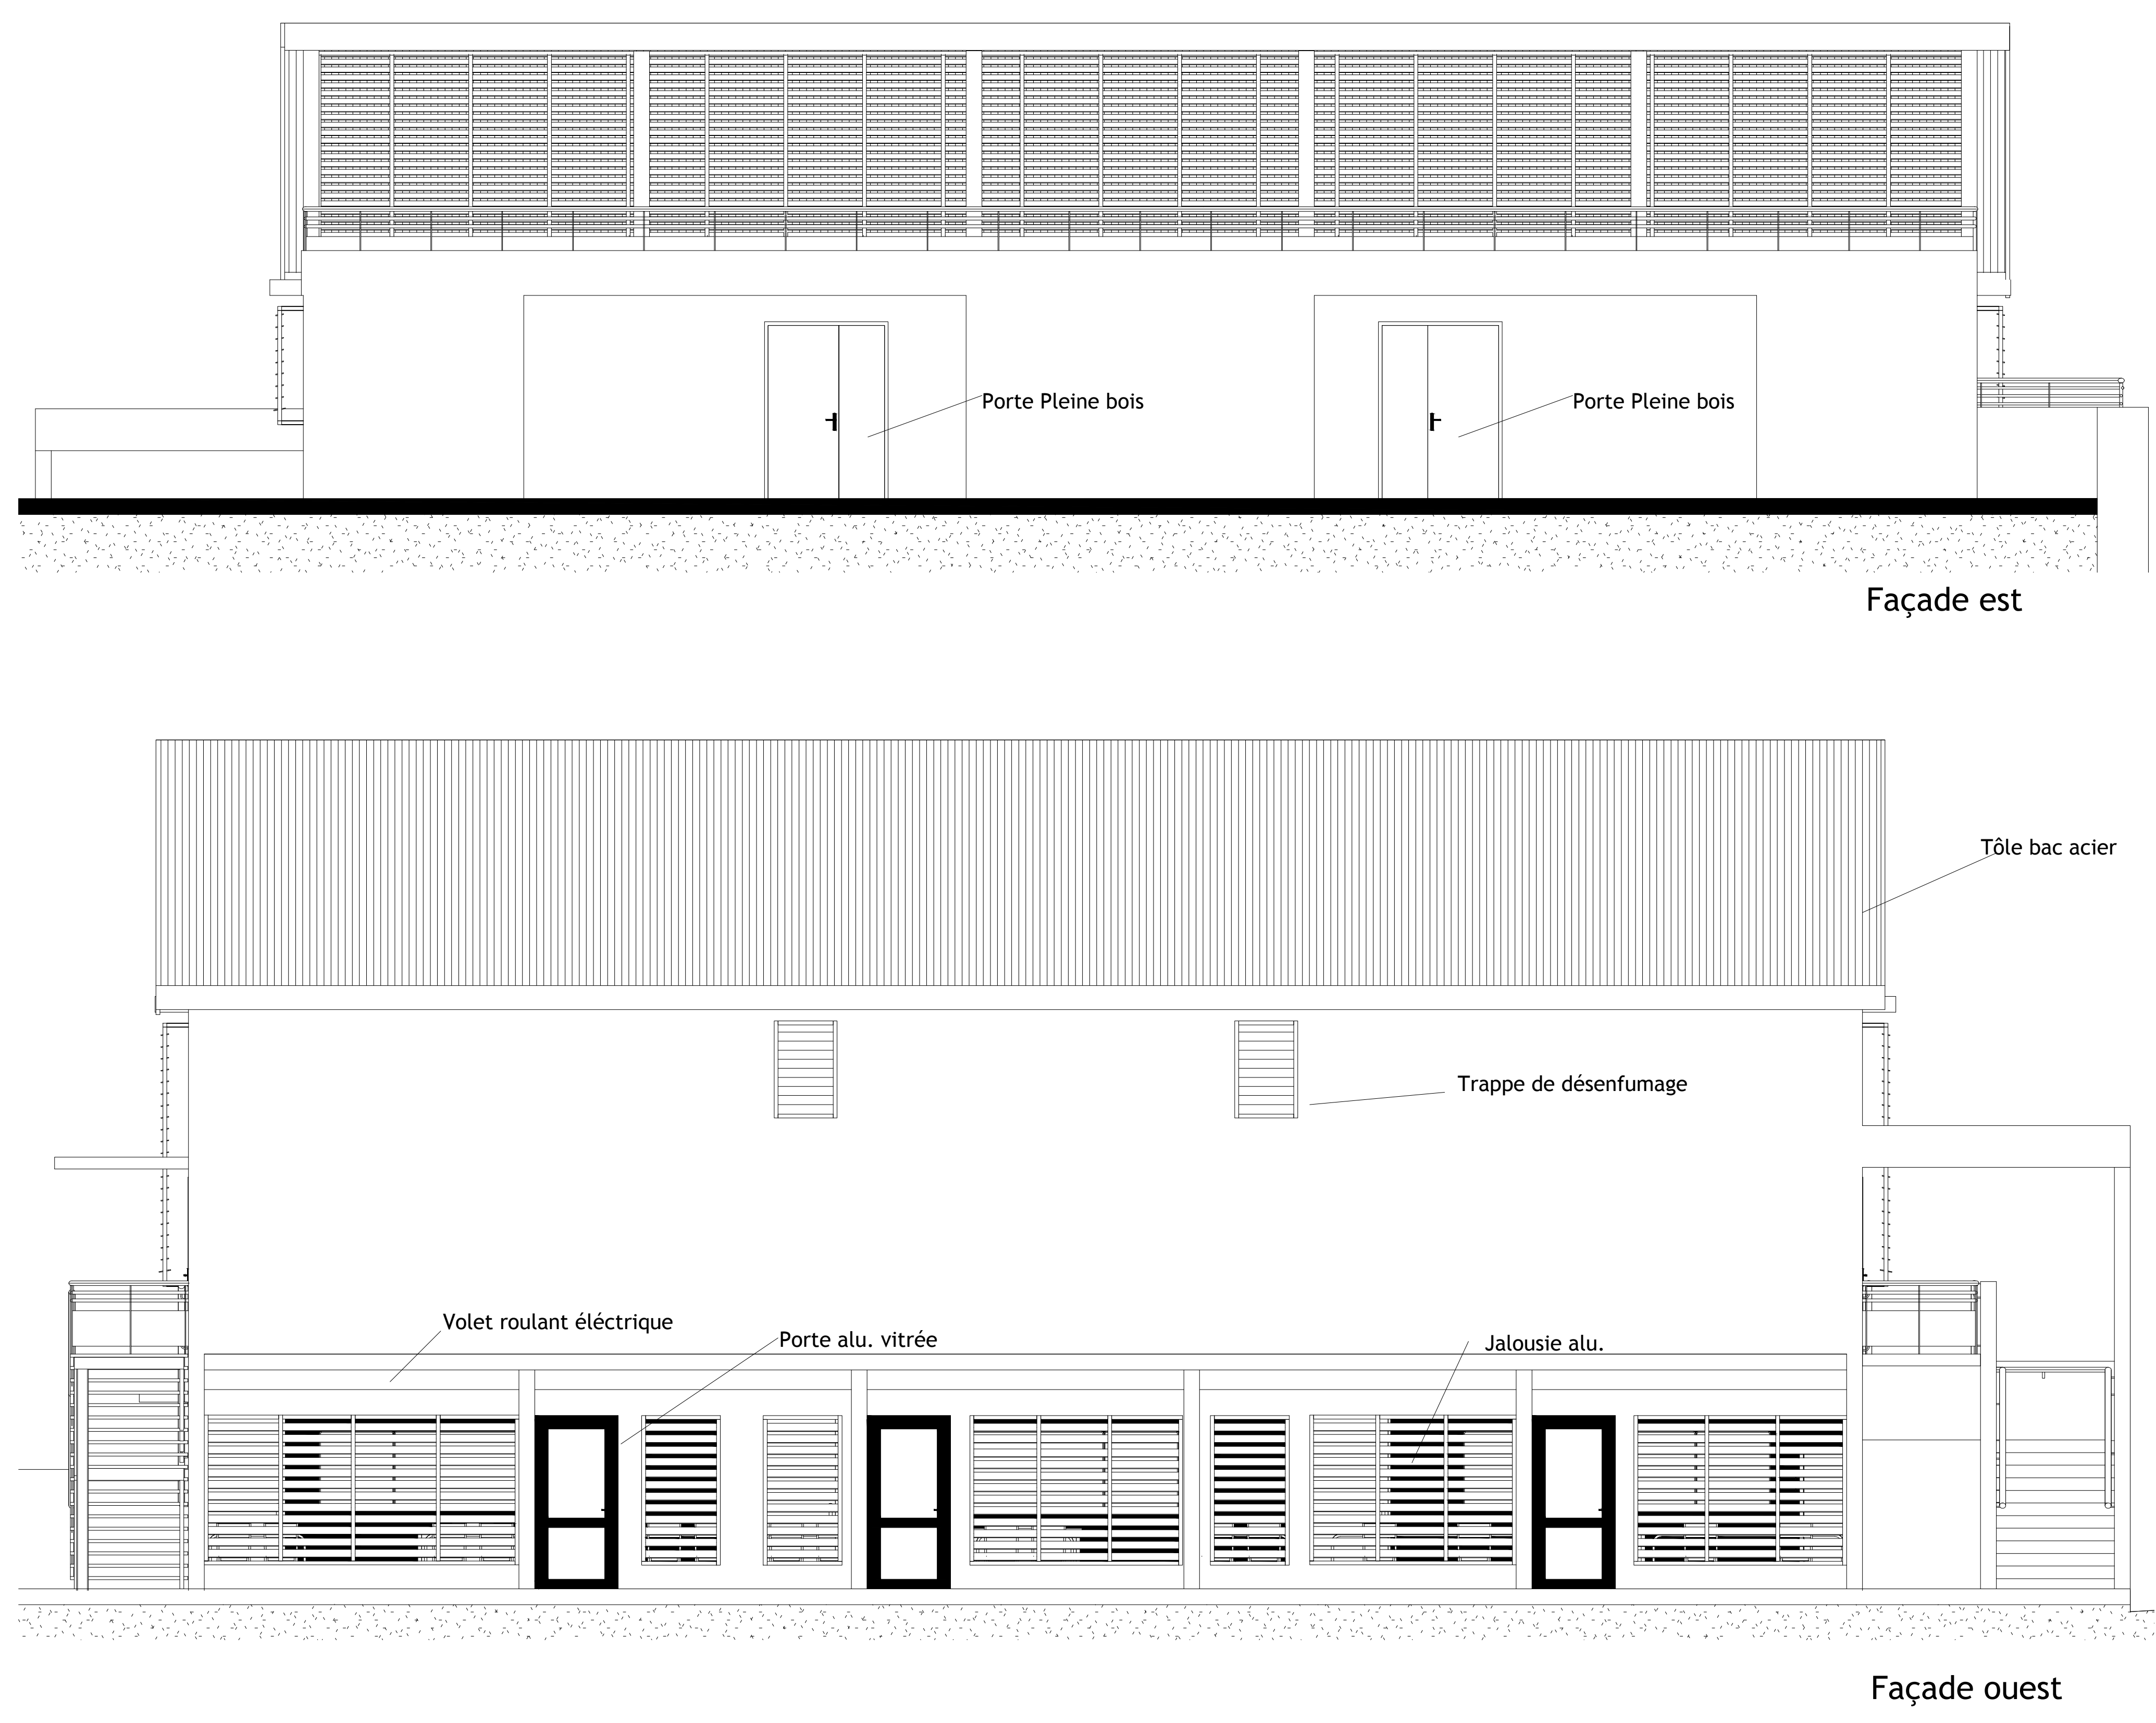 Porte Pleine bois
Porte Pleine bois
Façade est
Tôle bac acier
Trappe de désenfumage
Volet roulant éléctrique
Porte alu. vitrée
Jalousie alu.
Façade ouest